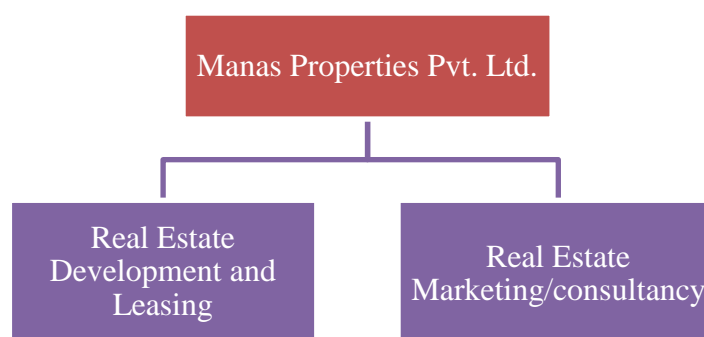 Manas Properties Pvt. Ltd.
Real Estate
Development and
Leasing
Real Estate
Marketing/consultancy